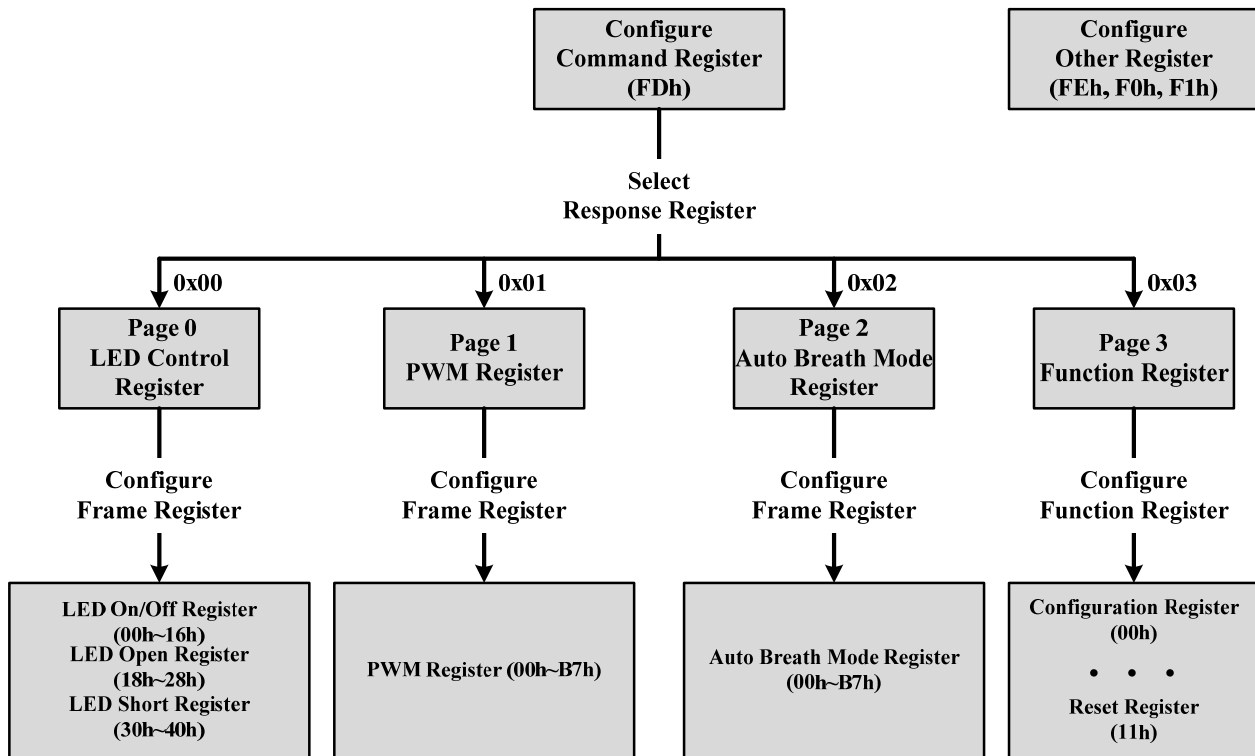 Configure
Command Register
(FDh)
Configure
Other Register
(FEh, F0h, F1h)
Select
Response Register
0x00
0x01
0x02
0x03
Page 0
LED Control
Register
Page 1
PWM Register
Page 2
Auto Breath Mode
Register
Page 3
Function Register
Configure
Frame Register
Configure
Frame Register
Configure
Frame Register
Configure
Function Register
LED On/Off Register
(00h~16h)
LED Open Register
(18h~28h)
LED Short Register
(30h~40h)
PWM Register (00h~B7h)
Auto Breath Mode Register
(00h~B7h)
Configuration Register
(00h)
• • •
Reset Register
(11h)